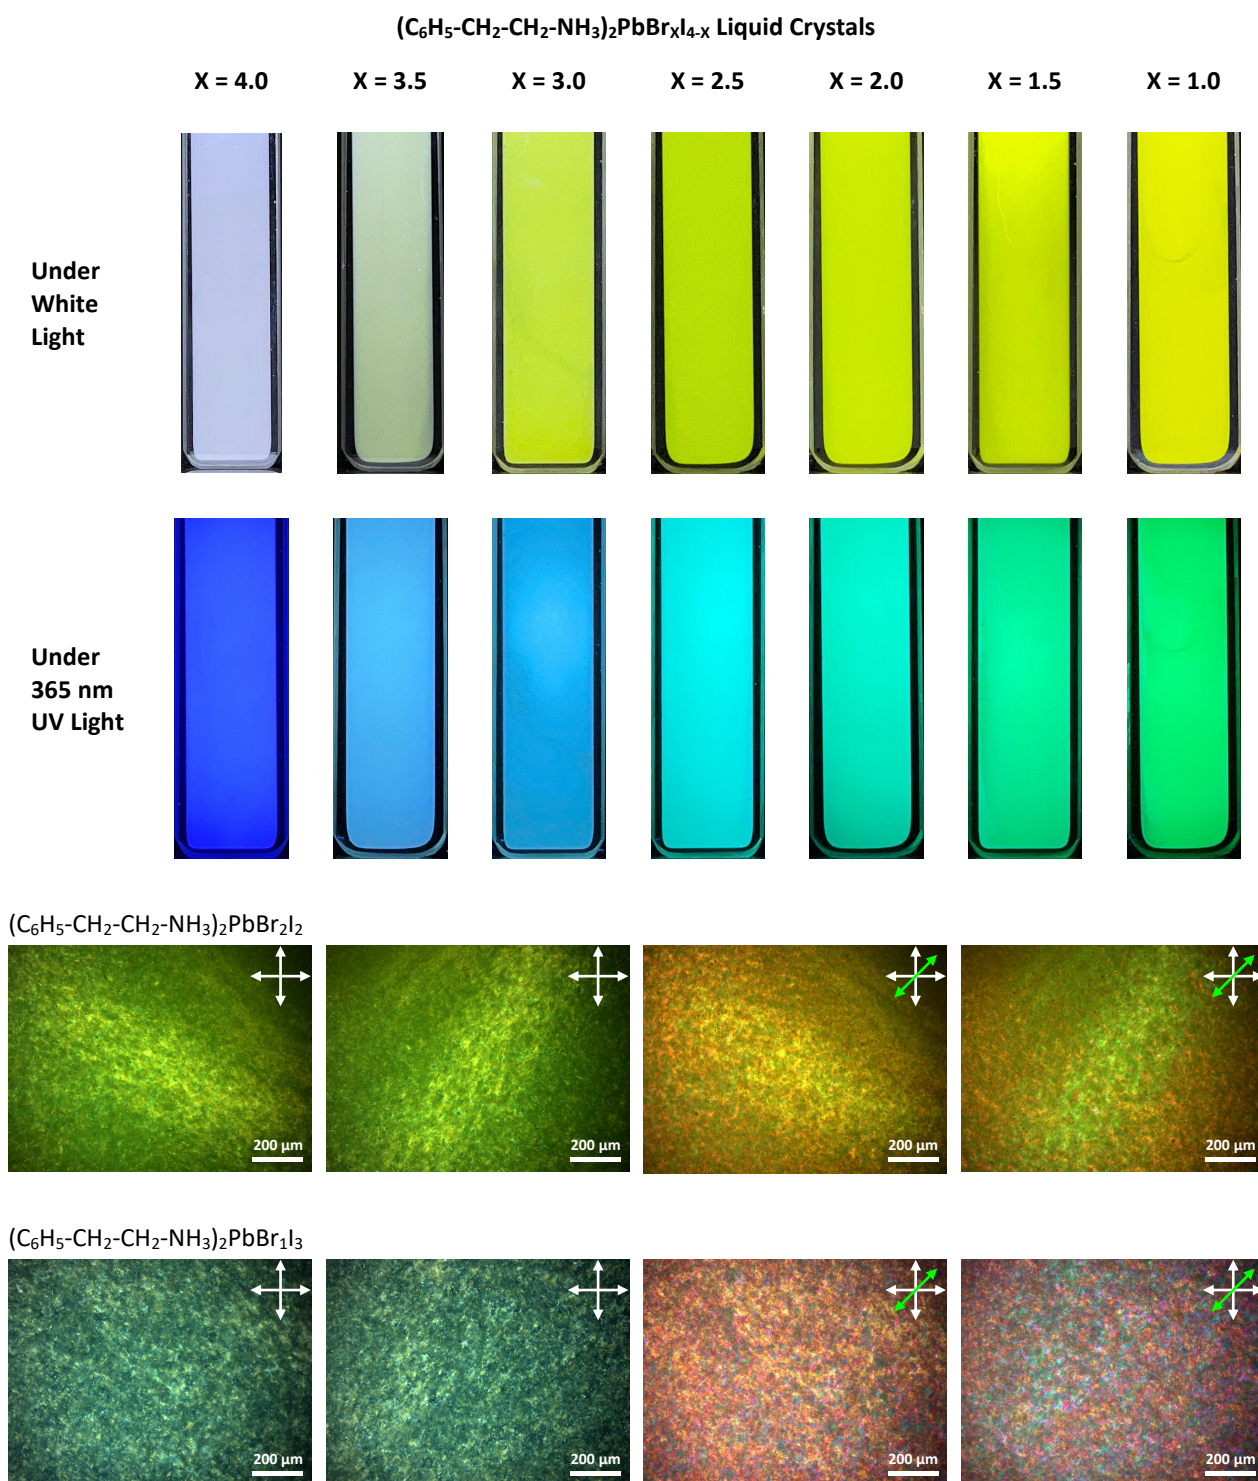 (C₆H₅-CH₂-CH₂-NH₃)₂PbBrₓI₄₋ₓ Liquid Crystals
X = 4.0 X = 3.5 X = 3.0 X = 2.5 X = 2.0 X = 1.5 X = 1.0
Under
White
Light
Under
365 nm
UV Light
(C₆H₅-CH₂-CH₂-NH₃)₂PbBr₂I₂
200 µm 200 µm 200 µm 200 µm
(C₆H₅-CH₂-CH₂-NH₃)₂PbBr₁I₃
200 µm 200 µm 200 µm 200 µm